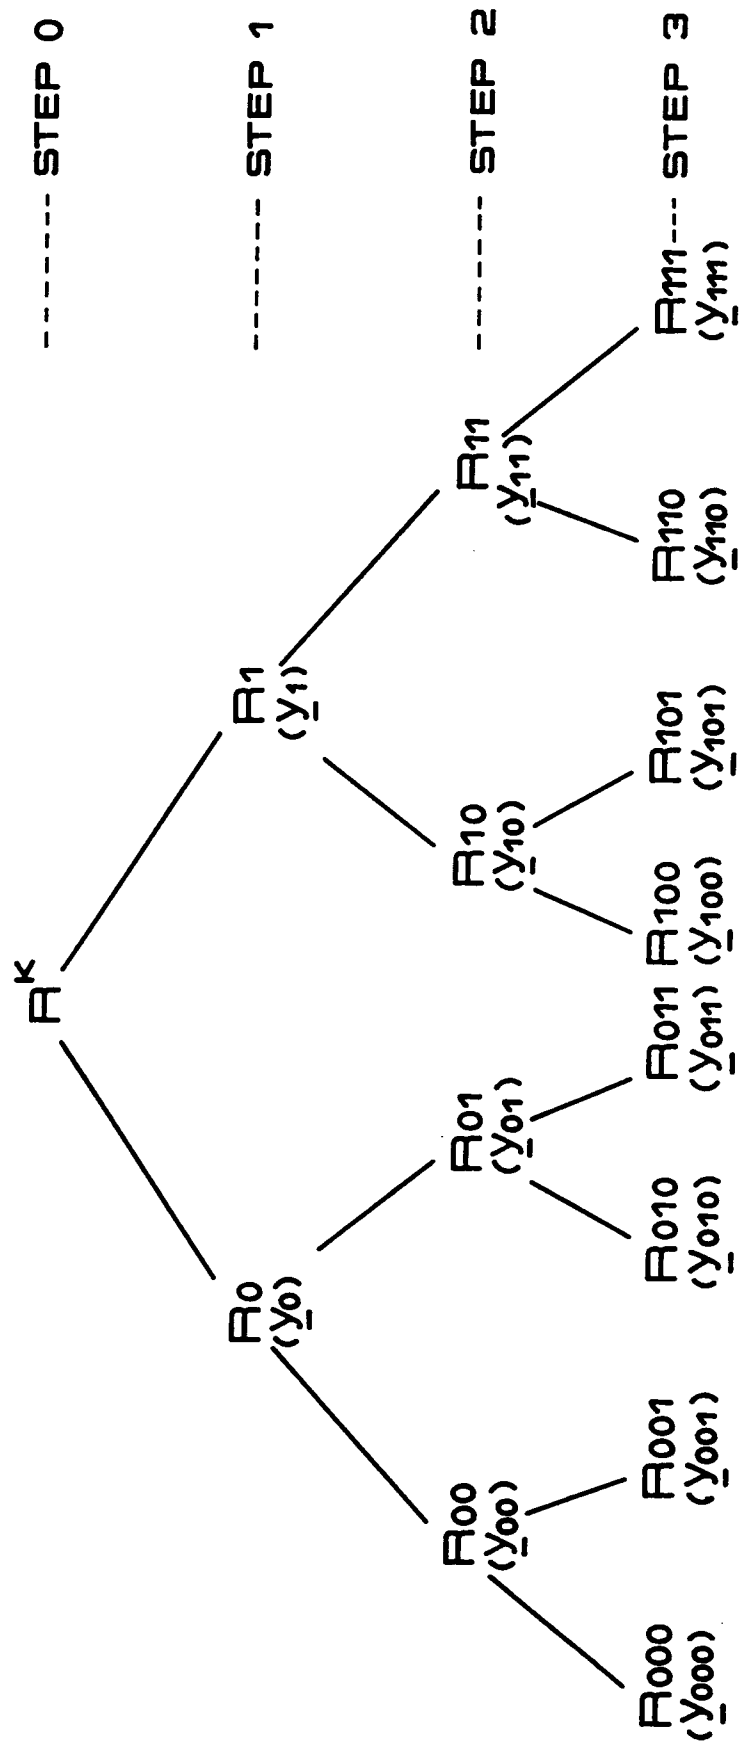 R^K ------- STEP 0
R0 R1 ------- STEP 1
(y0) (y1)
R00 R01 R10 R11 ------- STEP 2
(y00) (y01) (y10) (y11)
R000 R001 R010 R011 R100 R101 R110 R111 ---- STEP 3
(y000) (y001) (y010) (y011) (y100) (y101) (y110) (y111)